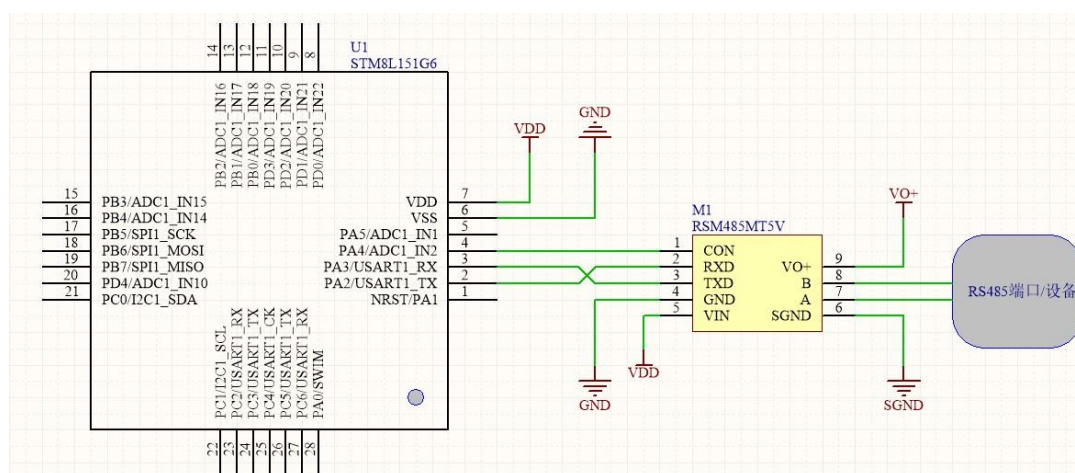 14
13
12
11
10
9
8
U1
STM8L151G6
PB2/ADC1_IN16
PB1/ADC1_IN17
PB0/ADC1_IN18
PD3/ADC1_IN19
PD2/ADC1_IN20
PD1/ADC1_IN21
PD0/ADC1_IN22
VDD
GND
15 PB3/ADC1_IN15
16 PB4/ADC1_IN14
17 PB5/SPI1_SCK
18 PB6/SPI1_MOSI
19 PB7/SPI1_MISO
20 PD4/ADC1_IN10
21 PC0/I2C1_SDA
VDD 7
VSS 6
PA5/ADC1_IN1 5
PA4/ADC1_IN2 4
PA3/USART1_RX 3
PA2/USART1_TX 2
NRST/PA1 1
M1
RSM485MT5V
1 CON
2 RXD
3 TXD
4 GND
5 VIN
VO+ 9
B 8
A 7
SGND 6
VO+
RS485端口/设备
VDD
GND
SGND
PC1/I2C1_SCL
PC2/USART1_RX
PC3/USART1_TX
PC4/USART1_CK
PC5/USART1_TX
PC6/USART1_RX
PA0/SWIM
22
23
24
25
26
27
28